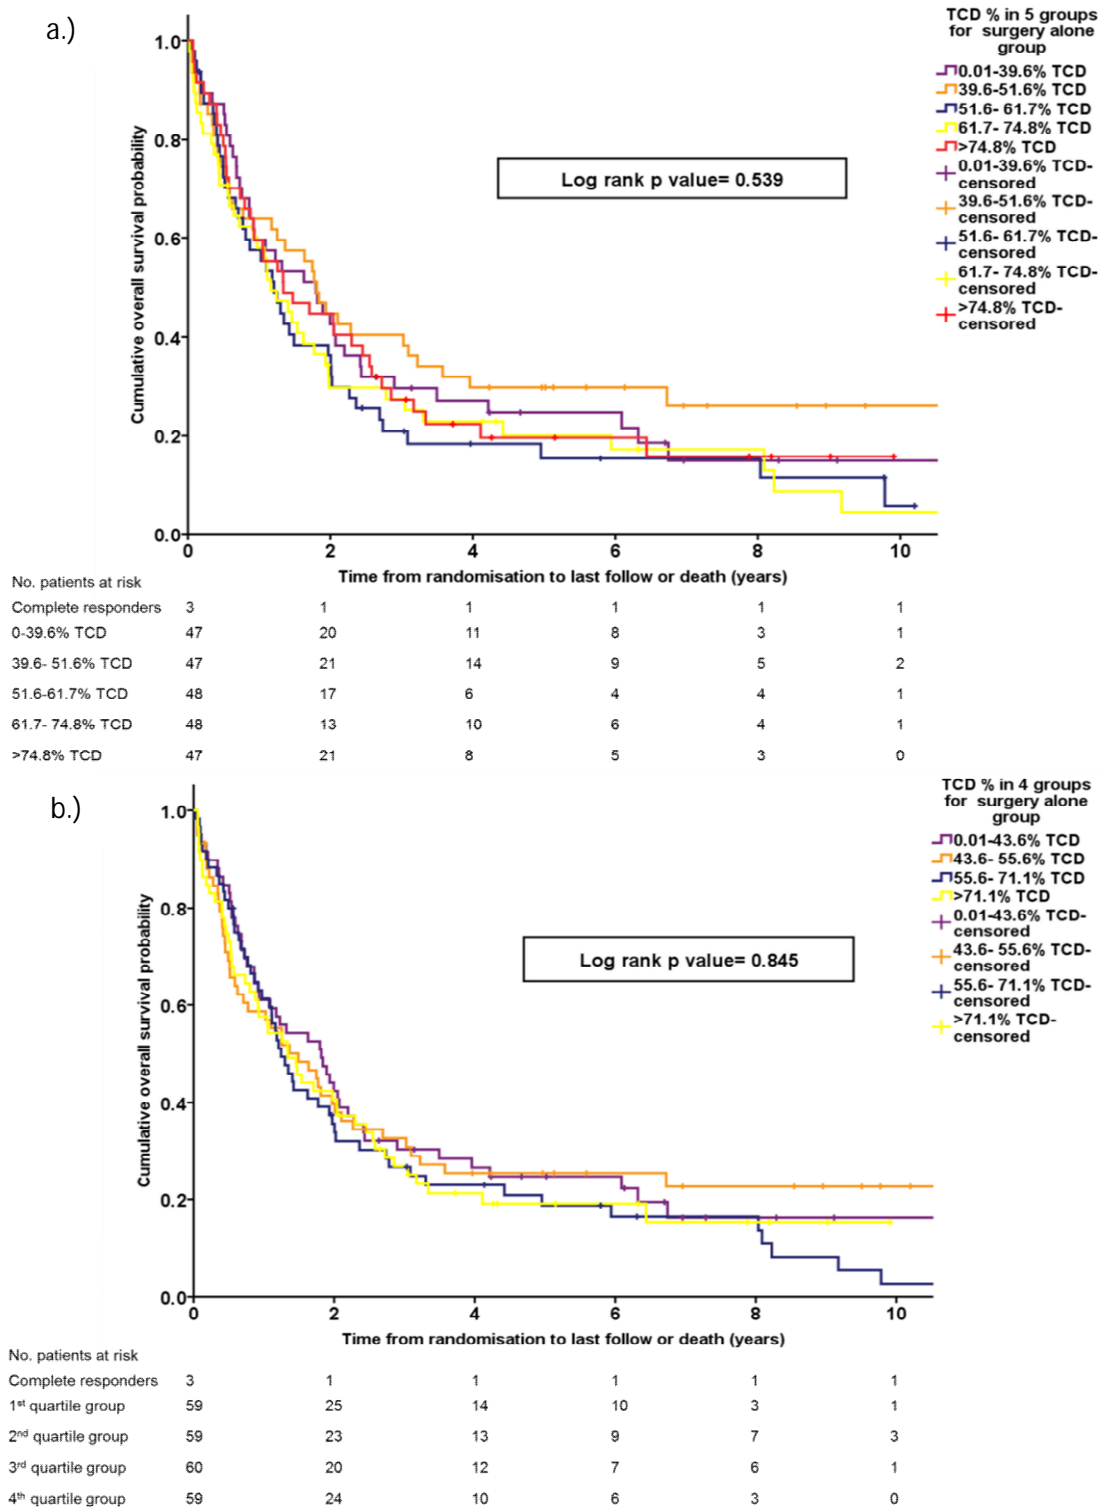 a.)
TCD % in 5 groups
for surgery alone
group
0.01-39.6% TCD
39.6-51.6% TCD
51.6- 61.7% TCD
61.7- 74.8% TCD
>74.8% TCD
0.01-39.6% TCD-
censored
39.6-51.6% TCD-
censored
51.6- 61.7% TCD-
censored
61.7- 74.8% TCD-
censored
>74.8% TCD-
censored
Log rank p value= 0.539
Cumulative overall survival probability
1.0
0.8
0.6
0.4
0.2
0.0
0 2 4 6 8 10
Time from randomisation to last follow or death (years)
No. patients at risk
Complete responders 3 1 1 1 1 1
0-39.6% TCD 47 20 11 8 3 1
39.6- 51.6% TCD 47 21 14 9 5 2
51.6-61.7% TCD 48 17 6 4 4 1
61.7- 74.8% TCD 48 13 10 6 4 1
>74.8% TCD 47 21 8 5 3 0
b.)
TCD % in 4 groups
for surgery alone
group
0.01-43.6% TCD
43.6- 55.6% TCD
55.6- 71.1% TCD
>71.1% TCD
0.01-43.6% TCD-
censored
43.6- 55.6% TCD-
censored
55.6- 71.1% TCD-
censored
>71.1% TCD-
censored
Log rank p value= 0.845
Cumulative overall survival probability
1.0
0.8
0.6
0.4
0.2
0.0
0 2 4 6 8 10
Time from randomisation to last follow or death (years)
No. patients at risk
Complete responders 3 1 1 1 1 1
1st quartile group 59 25 14 10 3 1
2nd quartile group 59 23 13 9 7 3
3rd quartile group 60 20 12 7 6 1
4th quartile group 59 24 10 6 3 0